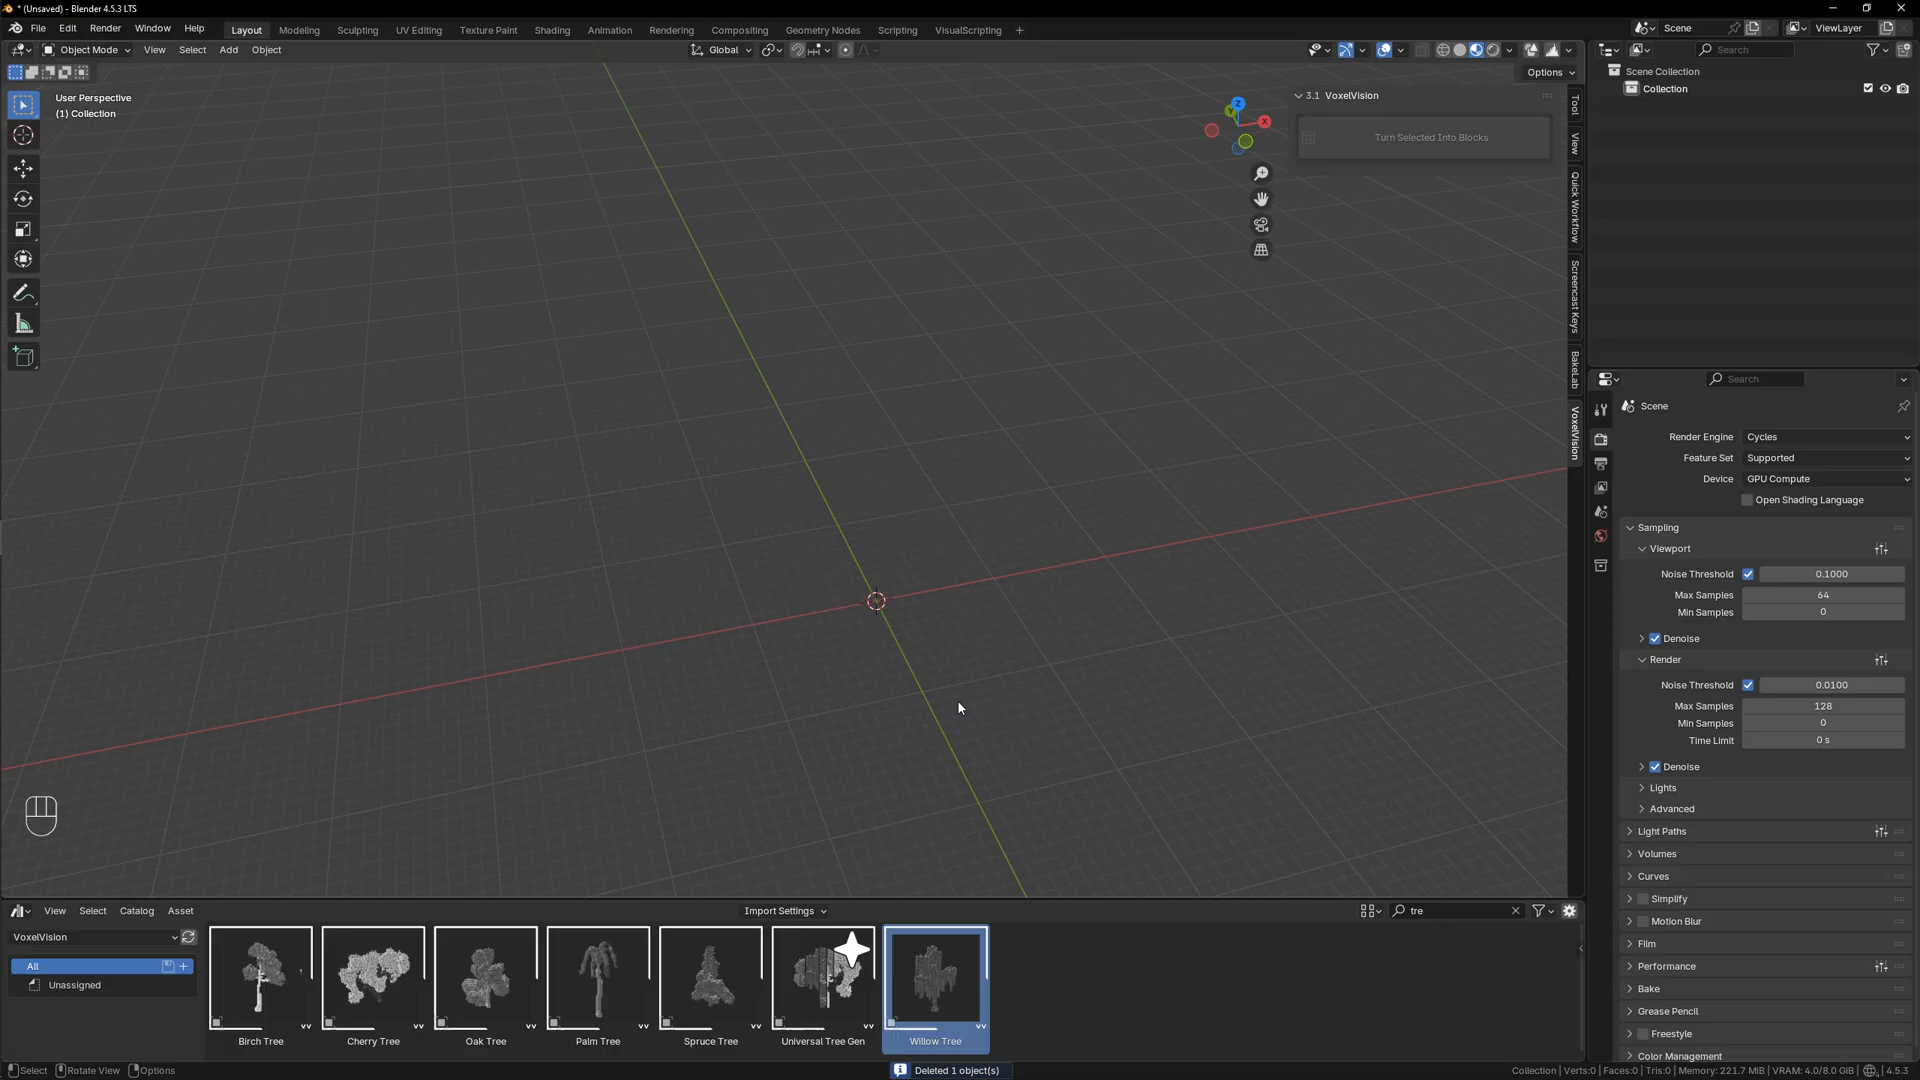 * (Unsaved) - Blender 4.5.3 LTS
File Edit Render Window Help Layout Modeling Sculpting UV Editing Texture Paint Shading Animation Rendering Compositing Geometry Nodes Scripting VisualScripting + Scene ViewLayer
Object Mode View Select Add Object Global Search
Options
User Perspective
(1) Collection
3.1 VoxelVision
Turn Selected Into Blocks
Z
Y
X
Tool
View
Quick Workflow
Screencast Keys
BakeLab
VoxelVision
Scene Collection
Collection
Search
Scene
Render Engine Cycles
Feature Set Supported
Device GPU Compute
Open Shading Language
Sampling
Viewport
Noise Threshold 0.1000
Max Samples 64
Min Samples 0
Denoise
Render
Noise Threshold 0.0100
Max Samples 128
Min Samples 0
Time Limit 0 s
Denoise
Lights
Advanced
Light Paths
Volumes
Curves
Simplify
Motion Blur
Film
Performance
Bake
Grease Pencil
Freestyle
Color Management
View Select Catalog Asset Import Settings tre
VoxelVision
All
Unassigned
Birch Tree Cherry Tree Oak Tree Palm Tree Spruce Tree Universal Tree Gen Willow Tree
Select Rotate View Options Deleted 1 object(s) Collection | Verts:0 | Faces:0 | Tris:0 | Memory: 221.7 MiB | VRAM: 4.0/8.0 GiB | 4.5.3